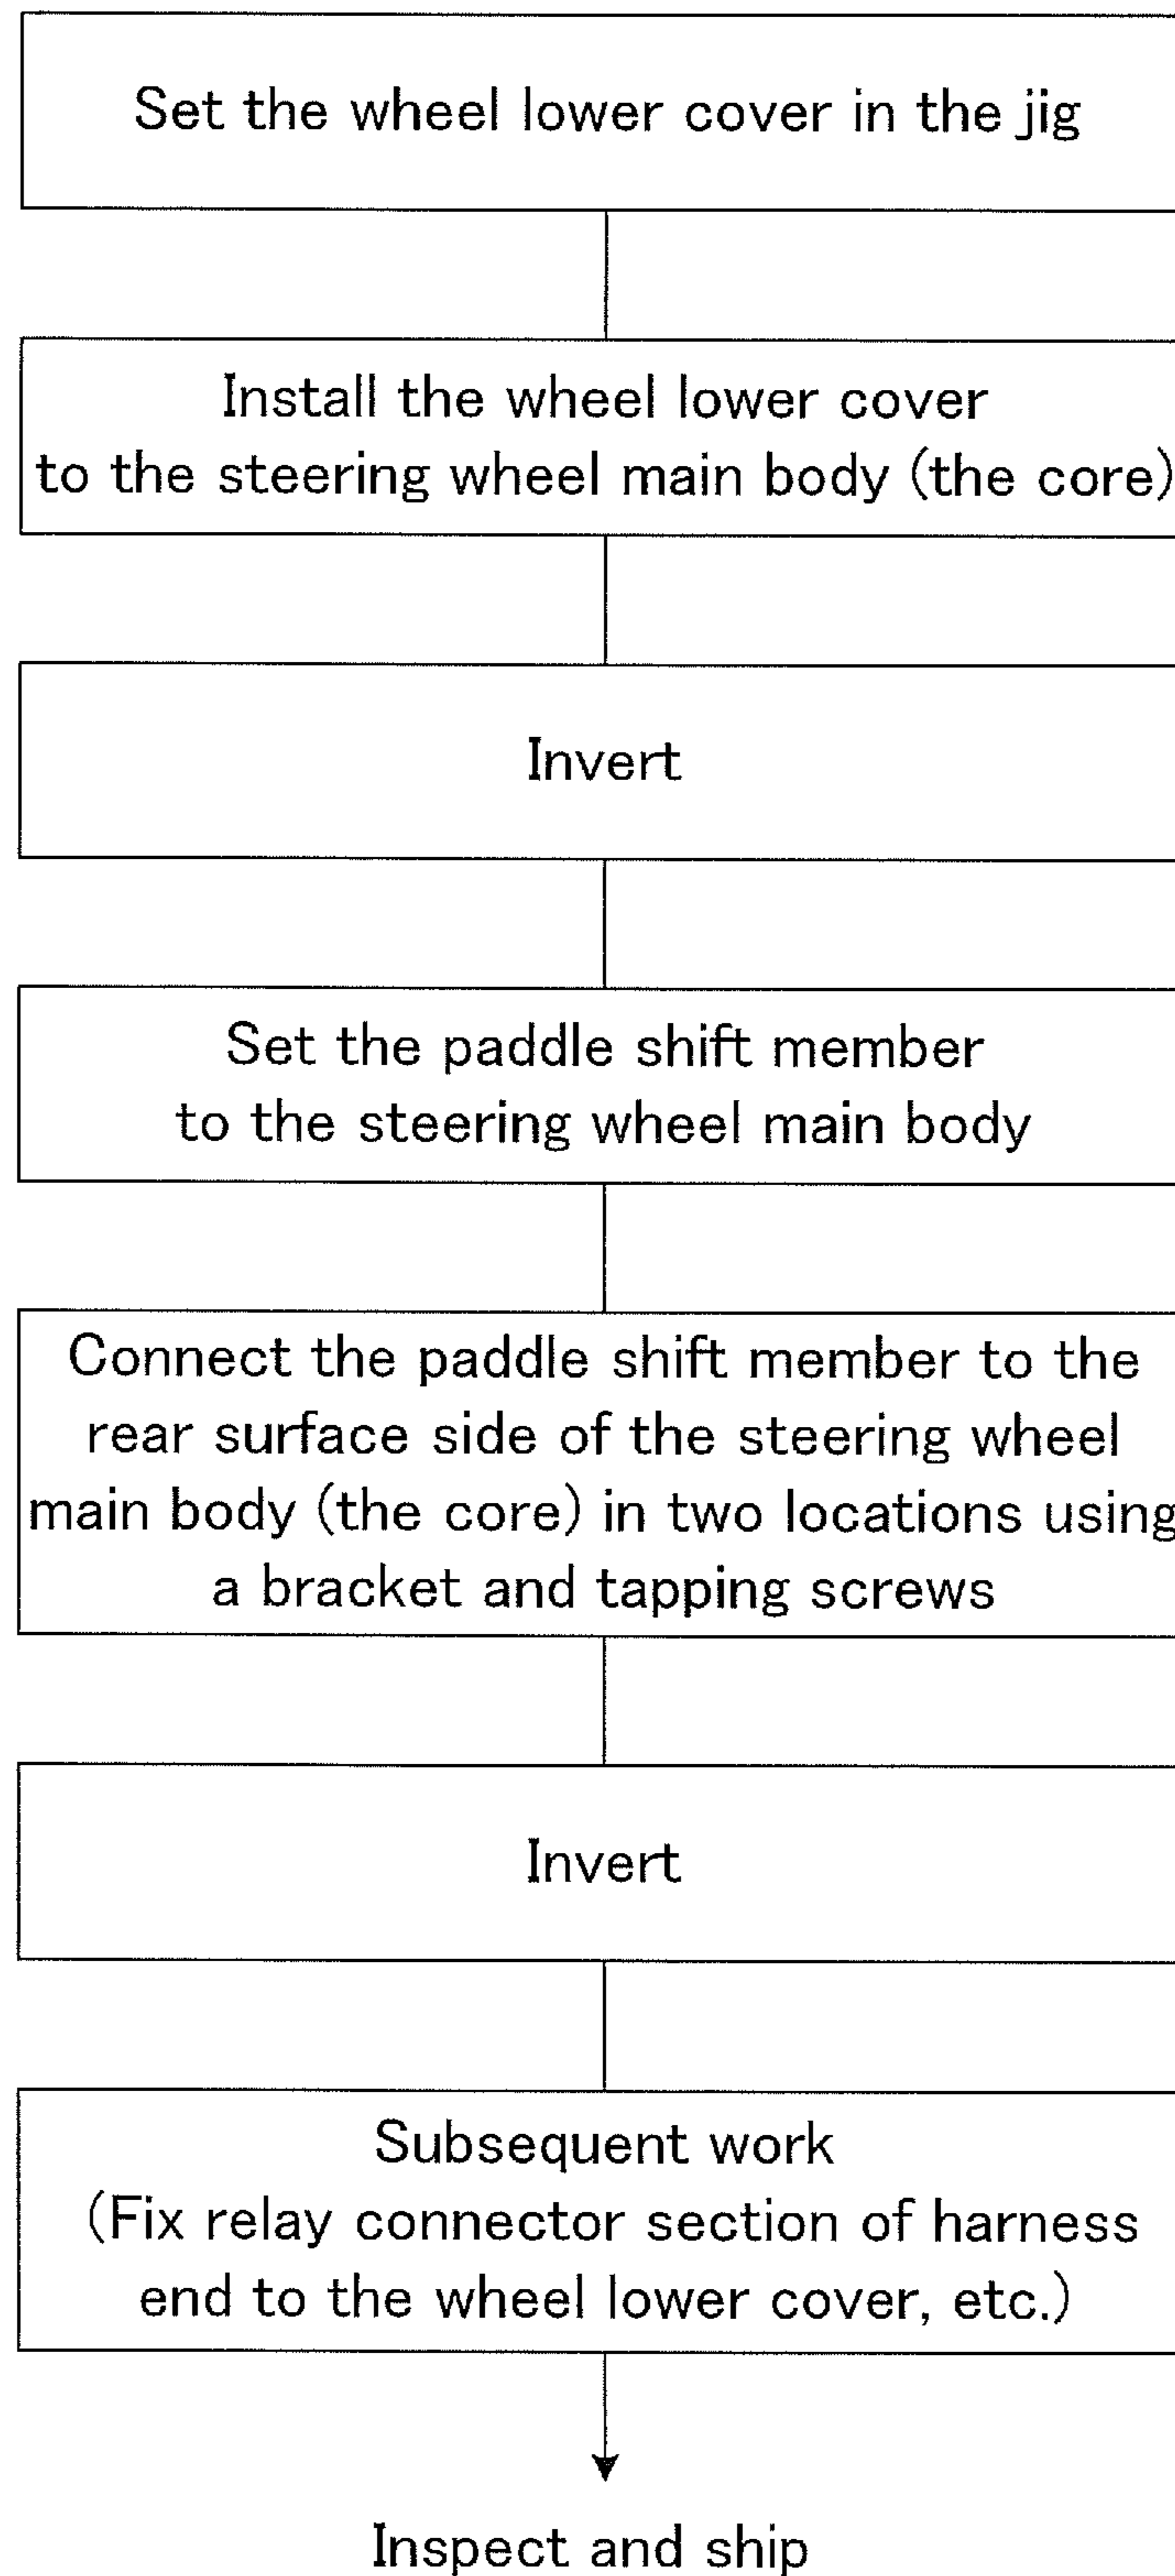 Set the wheel lower cover in the jig
Install the wheel lower cover
to the steering wheel main body (the core)
Invert
Set the paddle shift member
to the steering wheel main body
Connect the paddle shift member to the
rear surface side of the steering wheel
main body (the core) in two locations using
a bracket and tapping screws
Invert
Subsequent work
(Fix relay connector section of harness
end to the wheel lower cover, etc.)
Inspect and ship